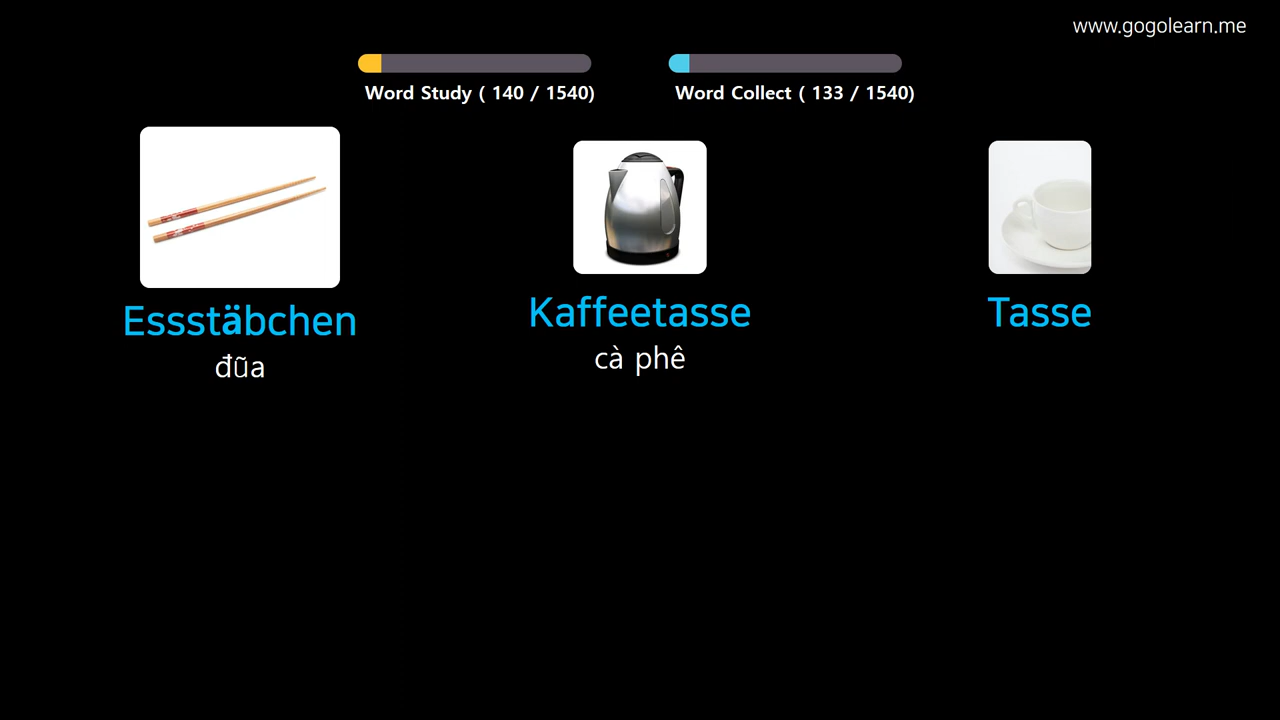 www.gogolearn.me
Word Study ( 140 / 1540)
Word Collect ( 133 / 1540)
Essstäbchen
đũa
Kaffeetasse
cà phê
Tasse